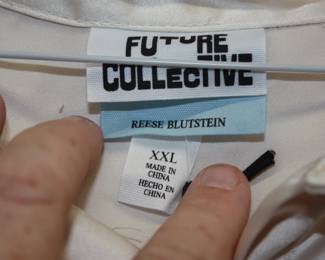 FUTURE
COLLECTIVE
REESE BLUTSTEIN
XXL
MADE IN
CHINA
HECHO EN
CHINA